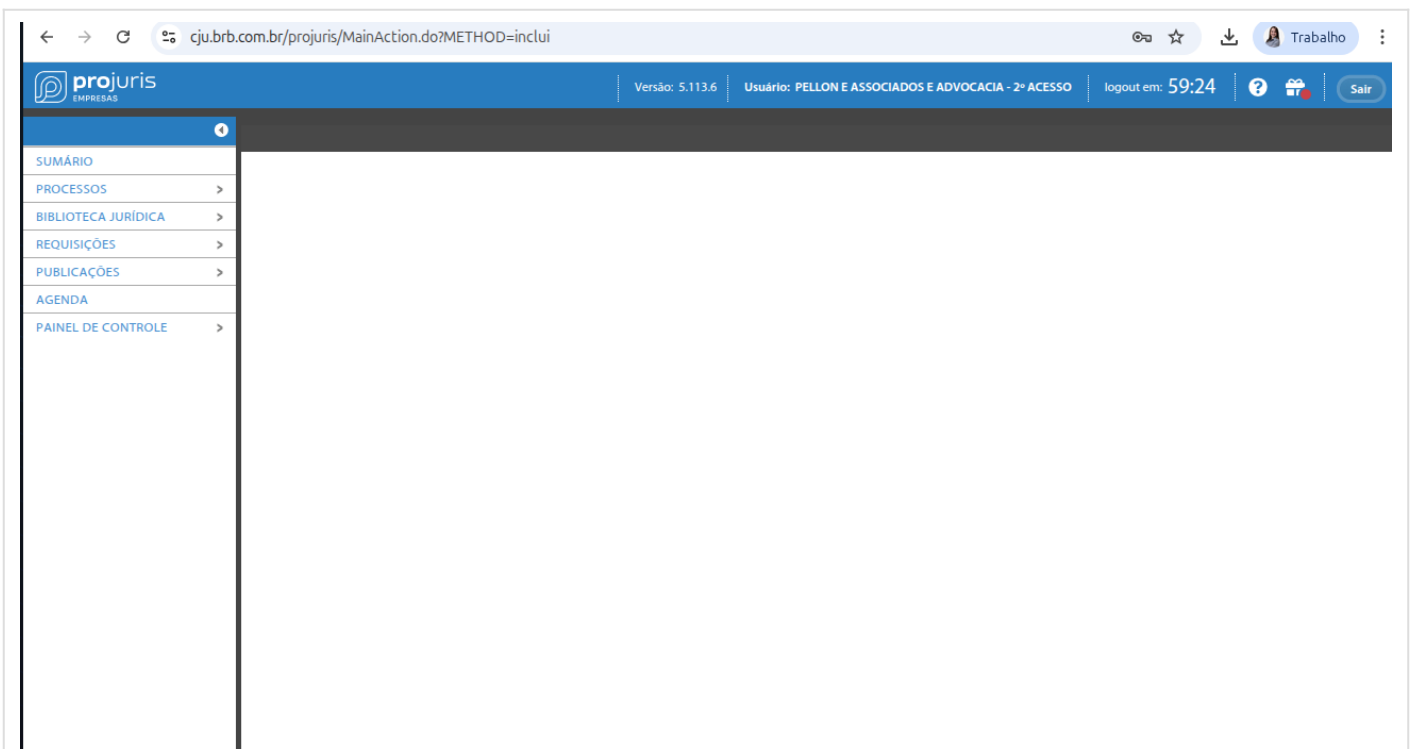 cju.brb.com.br/projuris/MainAction.do?METHOD=inclui
Trabalho
projuris
EMPRESAS
Versão: 5.113.6
Usuário: PELLON E ASSOCIADOS E ADVOCACIA - 2º ACESSO
logout em: 59:24
?
Sair
SUMÁRIO
PROCESSOS >
BIBLIOTECA JURÍDICA >
REQUISIÇÕES >
PUBLICAÇÕES >
AGENDA
PAINEL DE CONTROLE >